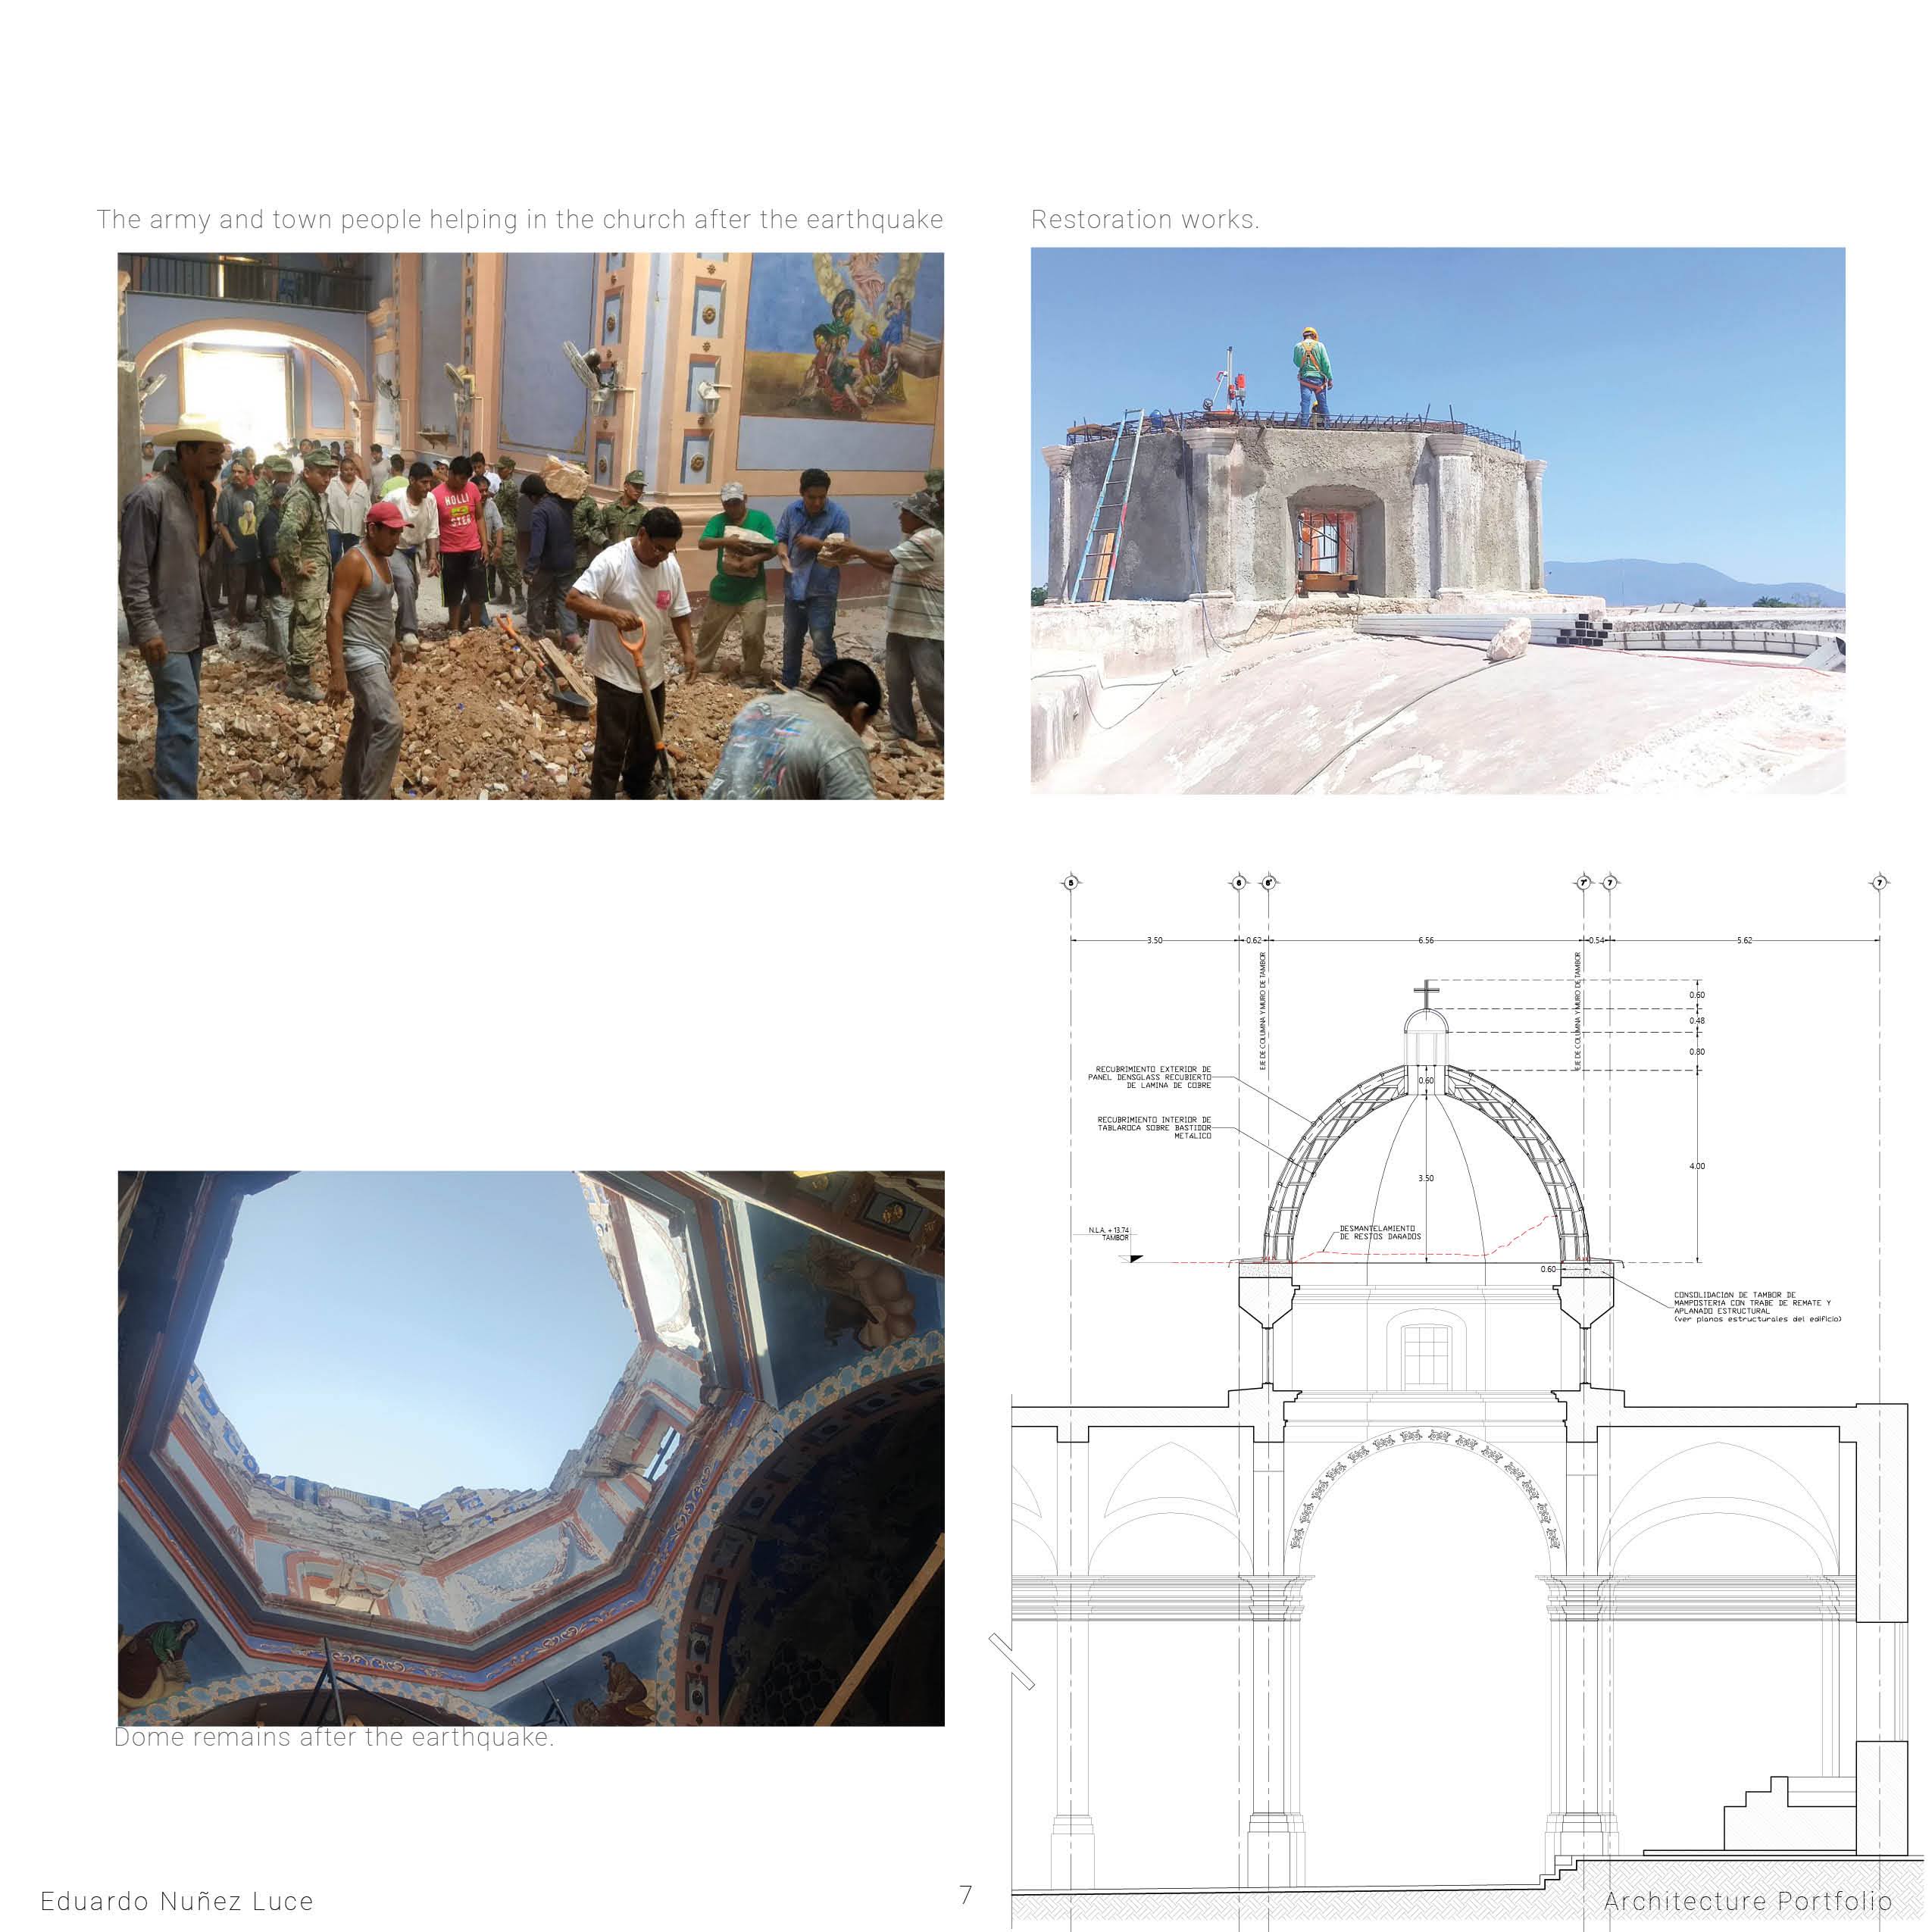 The army and town people helping in the church after the earthquake
Restoration works.
HOLLI
STER
5
6
6'
7'
7
7
3.50
0.62
6.56
0.54
5.62
EJE DE COLUMNA Y MURO DE TAMBOR
EJE DE COLUMNA Y MURO DE TAMBOR
0.60
0.48
0.80
RECUBRIMIENTO EXTERIOR DE
PANEL DENSGLASS RECUBIERTO
DE LAMINA DE COBRE
0.60
RECUBRIMIENTO INTERIOR DE
TABLAROCA SOBRE BASTIDOR
METÁLICO
4.00
3.50
N.L.A. + 13.74
TAMBOR
DESMANTELAMIENTO
DE RESTOS DAÑADOS
0.60
CONSOLIDACIÓN DE TAMBOR DE
MAMPOSTERÍA CON TRABE DE REMATE Y
APLANADO ESTRUCTURAL
(ver planos estructurales del edificio)
Dome remains after the earthquake.
Eduardo Nuñez Luce
7
Architecture Portfolio